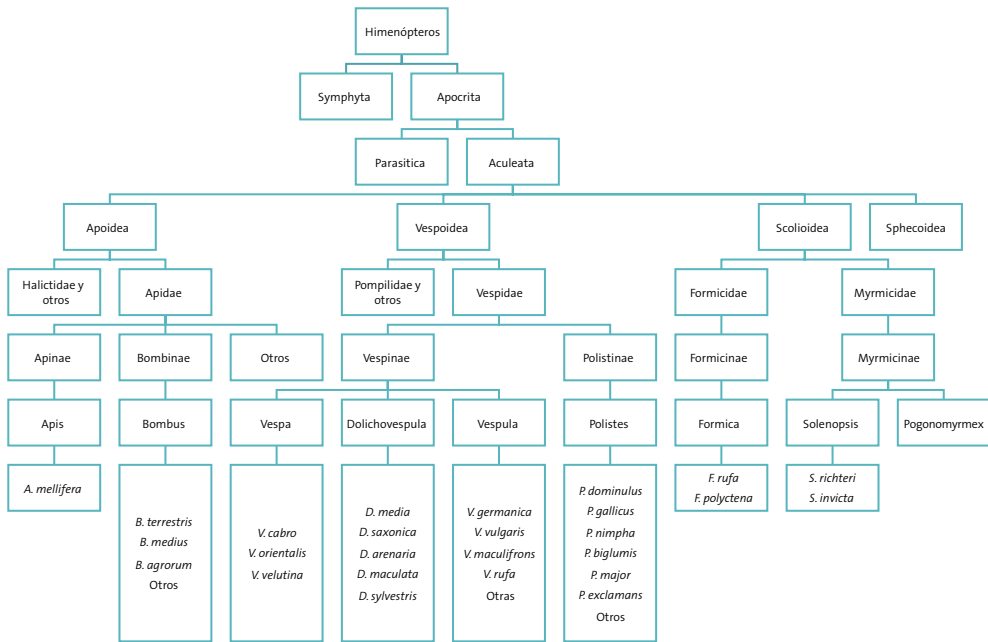 Himenópteros
Symphyta
Apocrita
Parasitica
Aculeata
Apoidea
Vespoidea
Scolioidea
Sphecoidea
Halictidae y
otros
Apidae
Pompilidae y
otros
Vespidae
Formicidae
Myrmicidae
Apinae
Bombinae
Otros
Vespinae
Polistinae
Formicinae
Myrmicinae
Apis
Bombus
Vespa
Dolichovespula
Vespula
Polistes
Formica
Solenopsis
Pogonomyrmex
A. mellifera
B. terrestris
B. medius
B. agrorum
Otros
V. cabro
V. orientalis
V. velutina
D. media
D. saxonica
D. arenaria
D. maculata
D. sylvestris
V. germanica
V. vulgaris
V. maculifrons
V. rufa
Otras
P. dominulus
P. gallicus
P. nimpha
P. biglumis
P. major
P. exclamans
Otros
F. rufa
F. polyctena
S. richteri
S. invicta